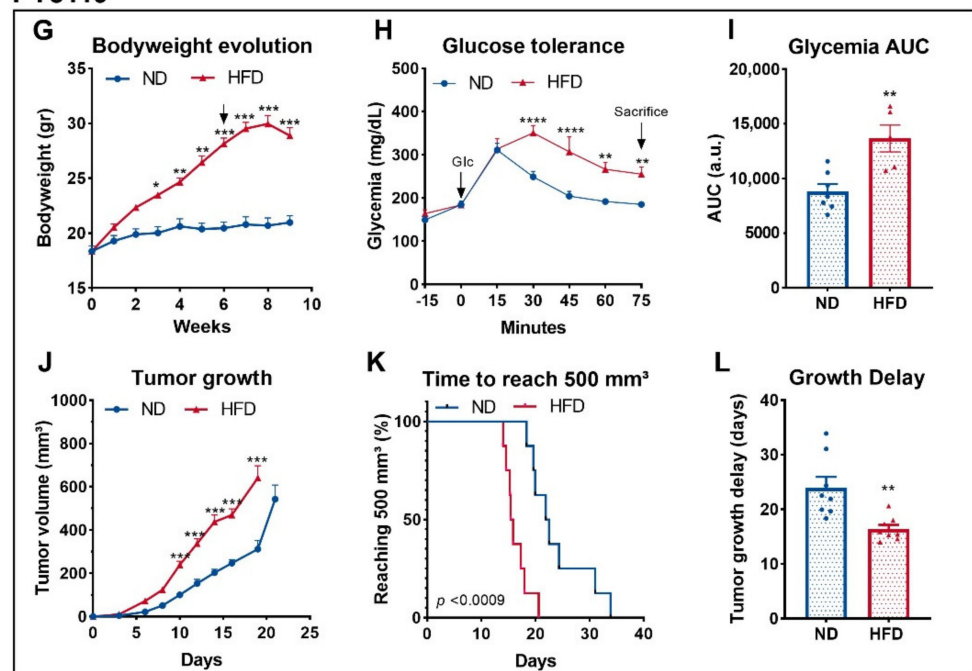 G Bodyweight evolution
ND HFD
Bodyweight (gr)
35
30
25
20
15
* ** ** *** *** *** ***
0 2 4 6 8 10
Weeks
H Glucose tolerance
ND HFD
Glycemia (mg/dL)
500
400
300
200
100
0
Glc
Sacrifice
**** **** ** **
-15 0 15 30 45 60 75
Minutes
I Glycemia AUC
AUC (a.u.)
20,000
15,000
10,000
5000
0
**
ND HFD
J Tumor growth
ND HFD
Tumor volume (mm³)
1000
800
600
400
200
0
*** *** *** *** ***
0 5 10 15 20 25
Days
K Time to reach 500 mm³
ND HFD
Reaching 500 mm³ (%)
100
50
0
p <0.0009
0 10 20 30 40
Days
L Growth Delay
Tumor growth delay (days)
40
30
20
10
0
**
ND HFD